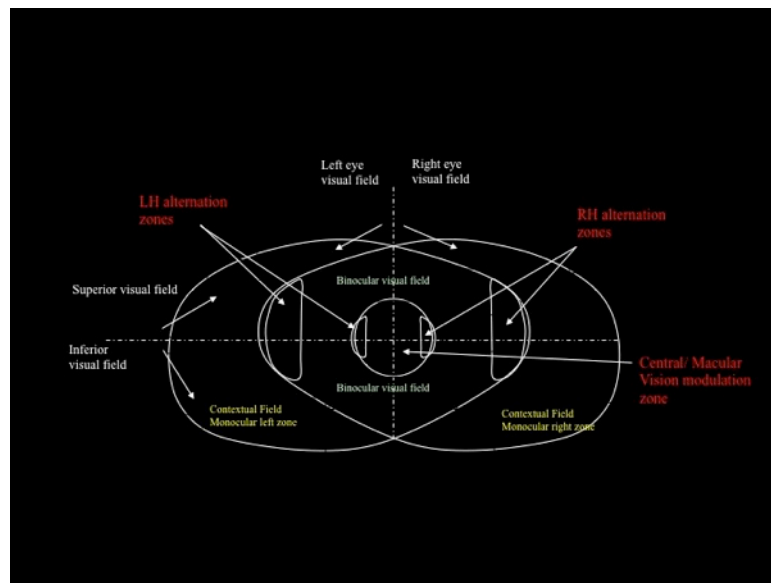 Left eye
visual field
Right eye
visual field
LH alternation
zones
RH alternation
zones
Superior visual field
Binocular visual field
Inferior
visual field
Central/ Macular
Vision modulation
zone
Binocular visual field
Contextual Field
Monocular left zone
Contextual Field
Monocular right zone